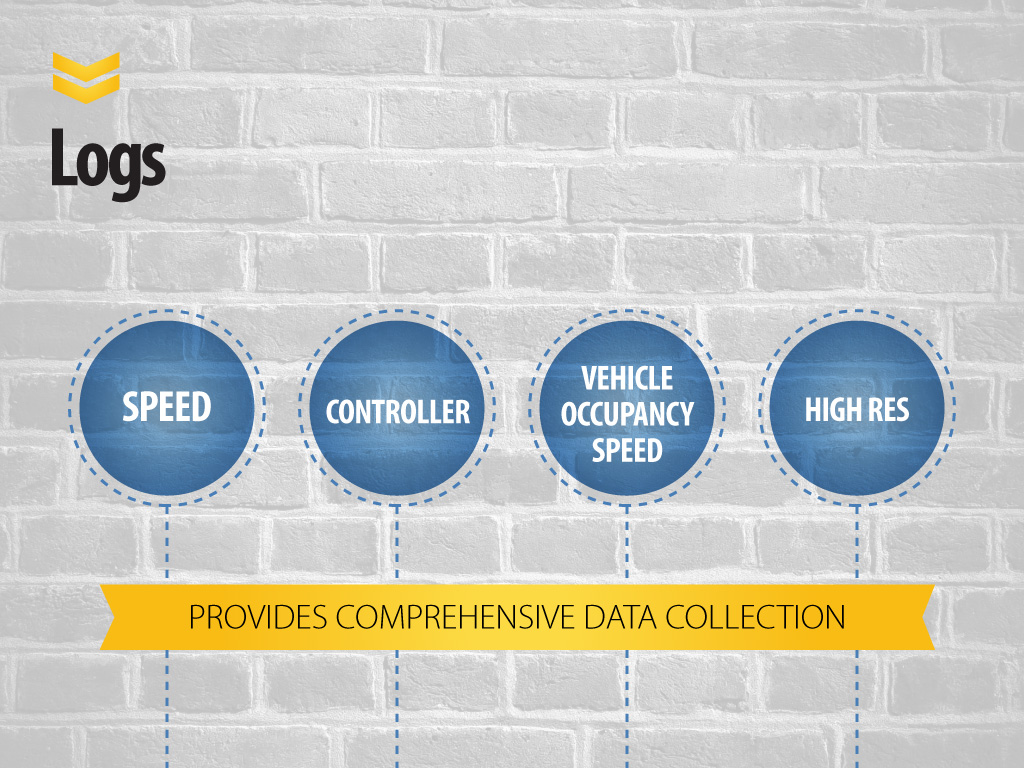 Logs
SPEED
CONTROLLER
VEHICLE
OCCUPANCY
SPEED
HIGH RES
PROVIDES COMPREHENSIVE DATA COLLECTION